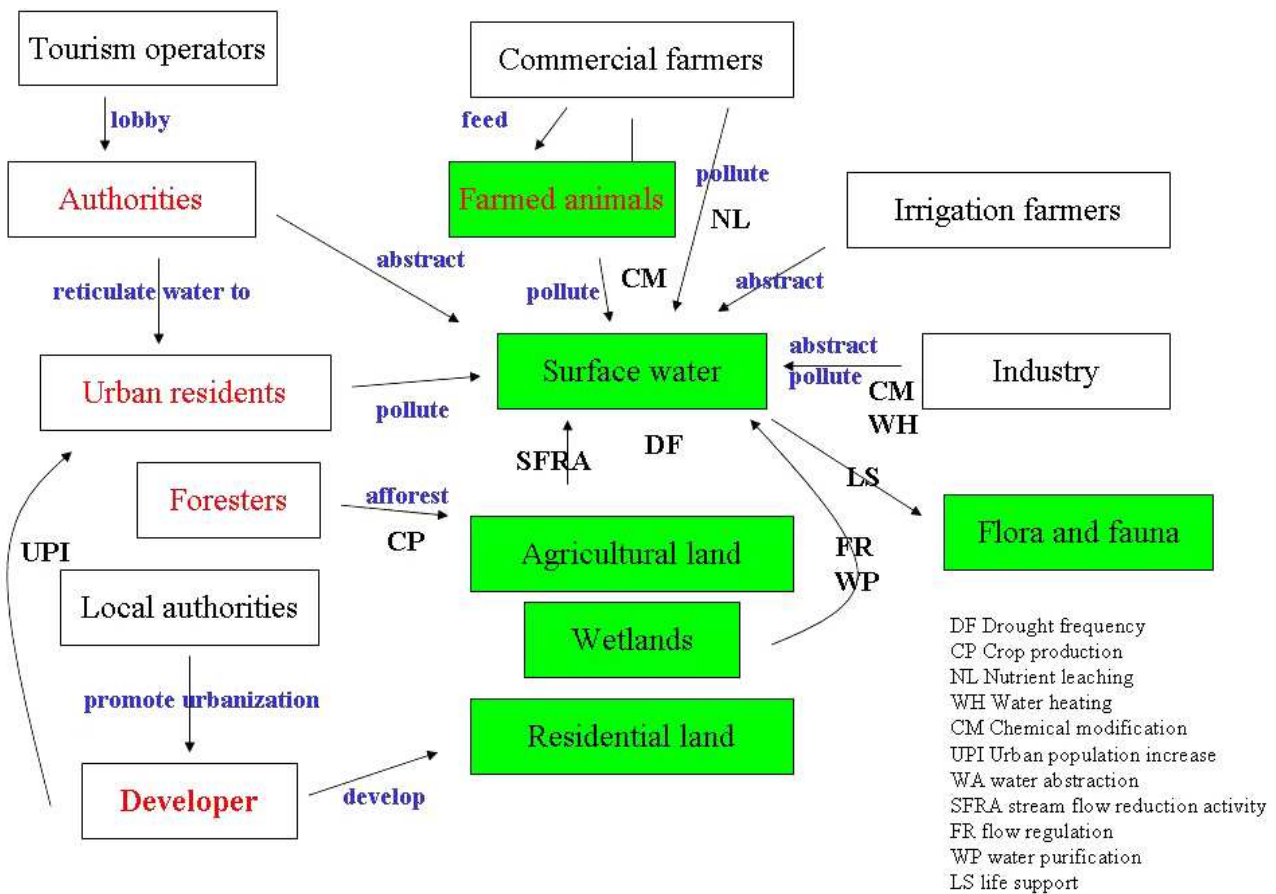 Tourism operators
Commercial farmers
lobby
feed
Authorities
Farmed animals
pollute
NL
Irrigation farmers
abstract
CM
reticulate water to
pollute
abstract
Surface water
abstract
pollute
CM
WH
Industry
Urban residents
pollute
DF
SFRA
LS
Foresters
afforest
CP
Flora and fauna
UPI
Agricultural land
FR
WP
Local authorities
Wetlands
promote urbanization
Residential land
Developer
develop
DF Drought frequency
CP Crop production
NL Nutrient leaching
WH Water heating
CM Chemical modification
UPI Urban population increase
WA water abstraction
SFRA stream flow reduction activity
FR flow regulation
WP water purification
LS life support